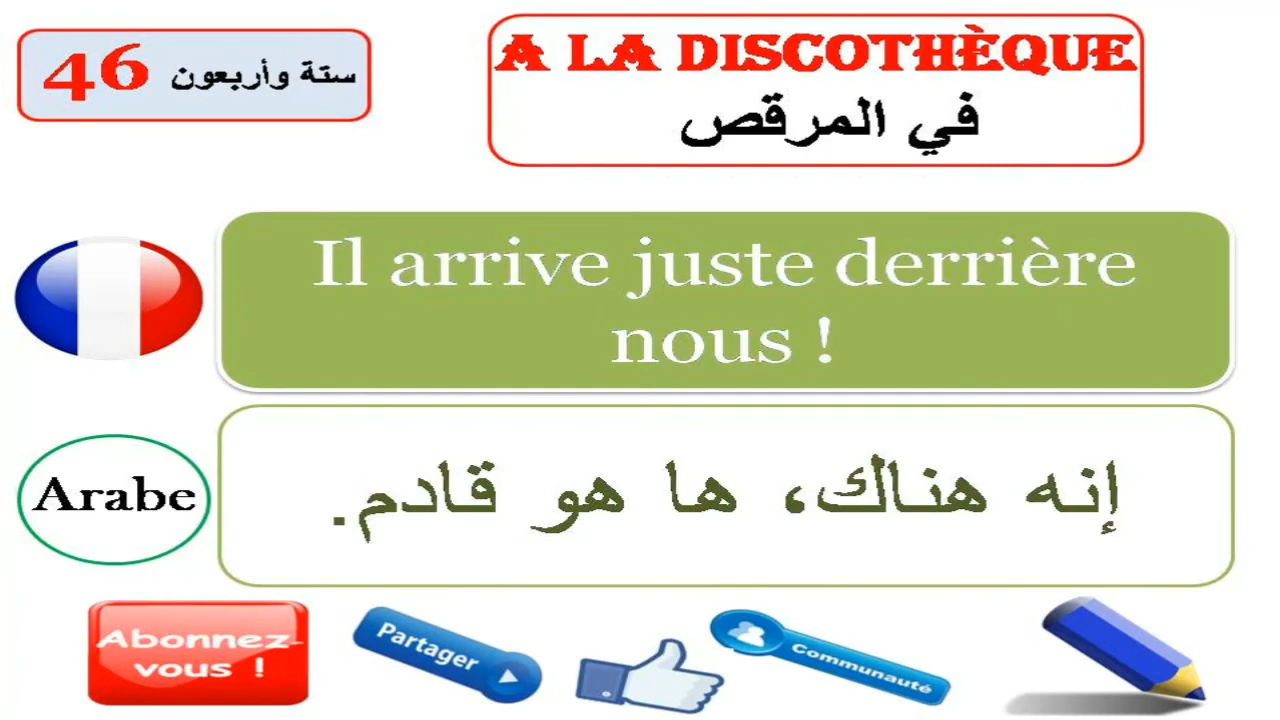 46 ستة وأربعون
A LA DISCOTHÈQUE
في المرقص
Il arrive juste derrière
nous !
Arabe
إنه هناك، ها هو قادم.
Abonnez-
vous !
Partager
Communauté